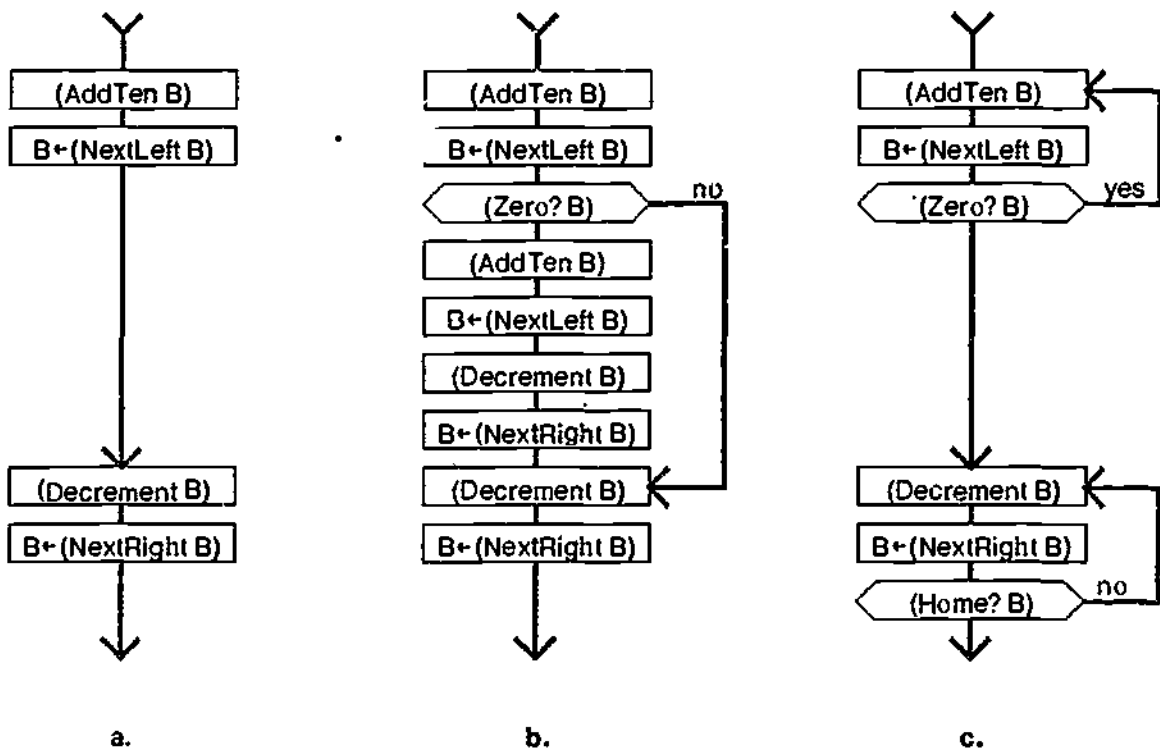 (AddTen B)
B←(NextLeft B)
(Decrement B)
B←(NextRight B)
a.
(AddTen B)
B←(NextLeft B)
(Zero? B)
no
(AddTen B)
B←(NextLeft B)
(Decrement B)
B←(NextRight B)
(Decrement B)
B←(NextRight B)
b.
(AddTen B)
B←(NextLeft B)
(Zero? B)
yes
(Decrement B)
B←(NextRight B)
(Home? B)
no
c.